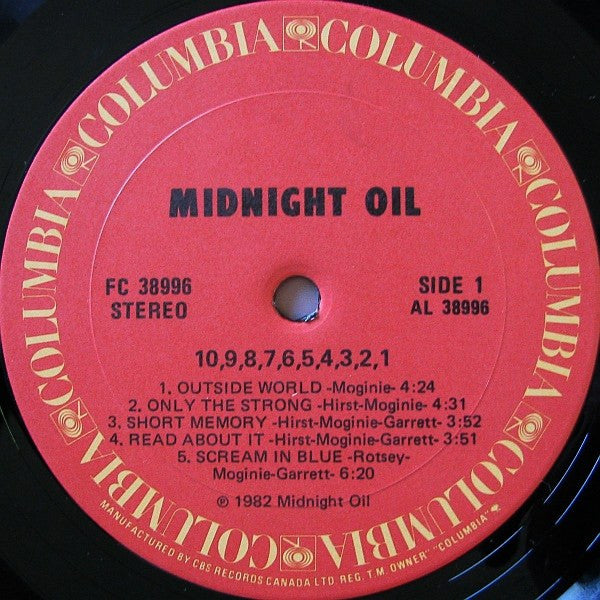 COLUMBIA COLUMBIA COLUMBIA COLUMBIA COLUMBIA COLUMBIA
MIDNIGHT OIL
FC 38996
STEREO
SIDE 1
AL 38996
10,9,8,7,6,5,4,3,2,1
1. OUTSIDE WORLD -Moginie- 4:24
2. ONLY THE STRONG -Hirst-Moginie- 4:31
3. SHORT MEMORY -Hirst-Moginie-Garrett- 3:52
4. READ ABOUT IT -Hirst-Moginie-Garrett- 3:51
5. SCREAM IN BLUE -Rotsey-
Moginie-Garrett- 6:20
℗ 1982 Midnight Oil
MANUFACTURED BY CBS RECORDS CANADA LTD. REG. T.M. OWNER "COLUMBIA"